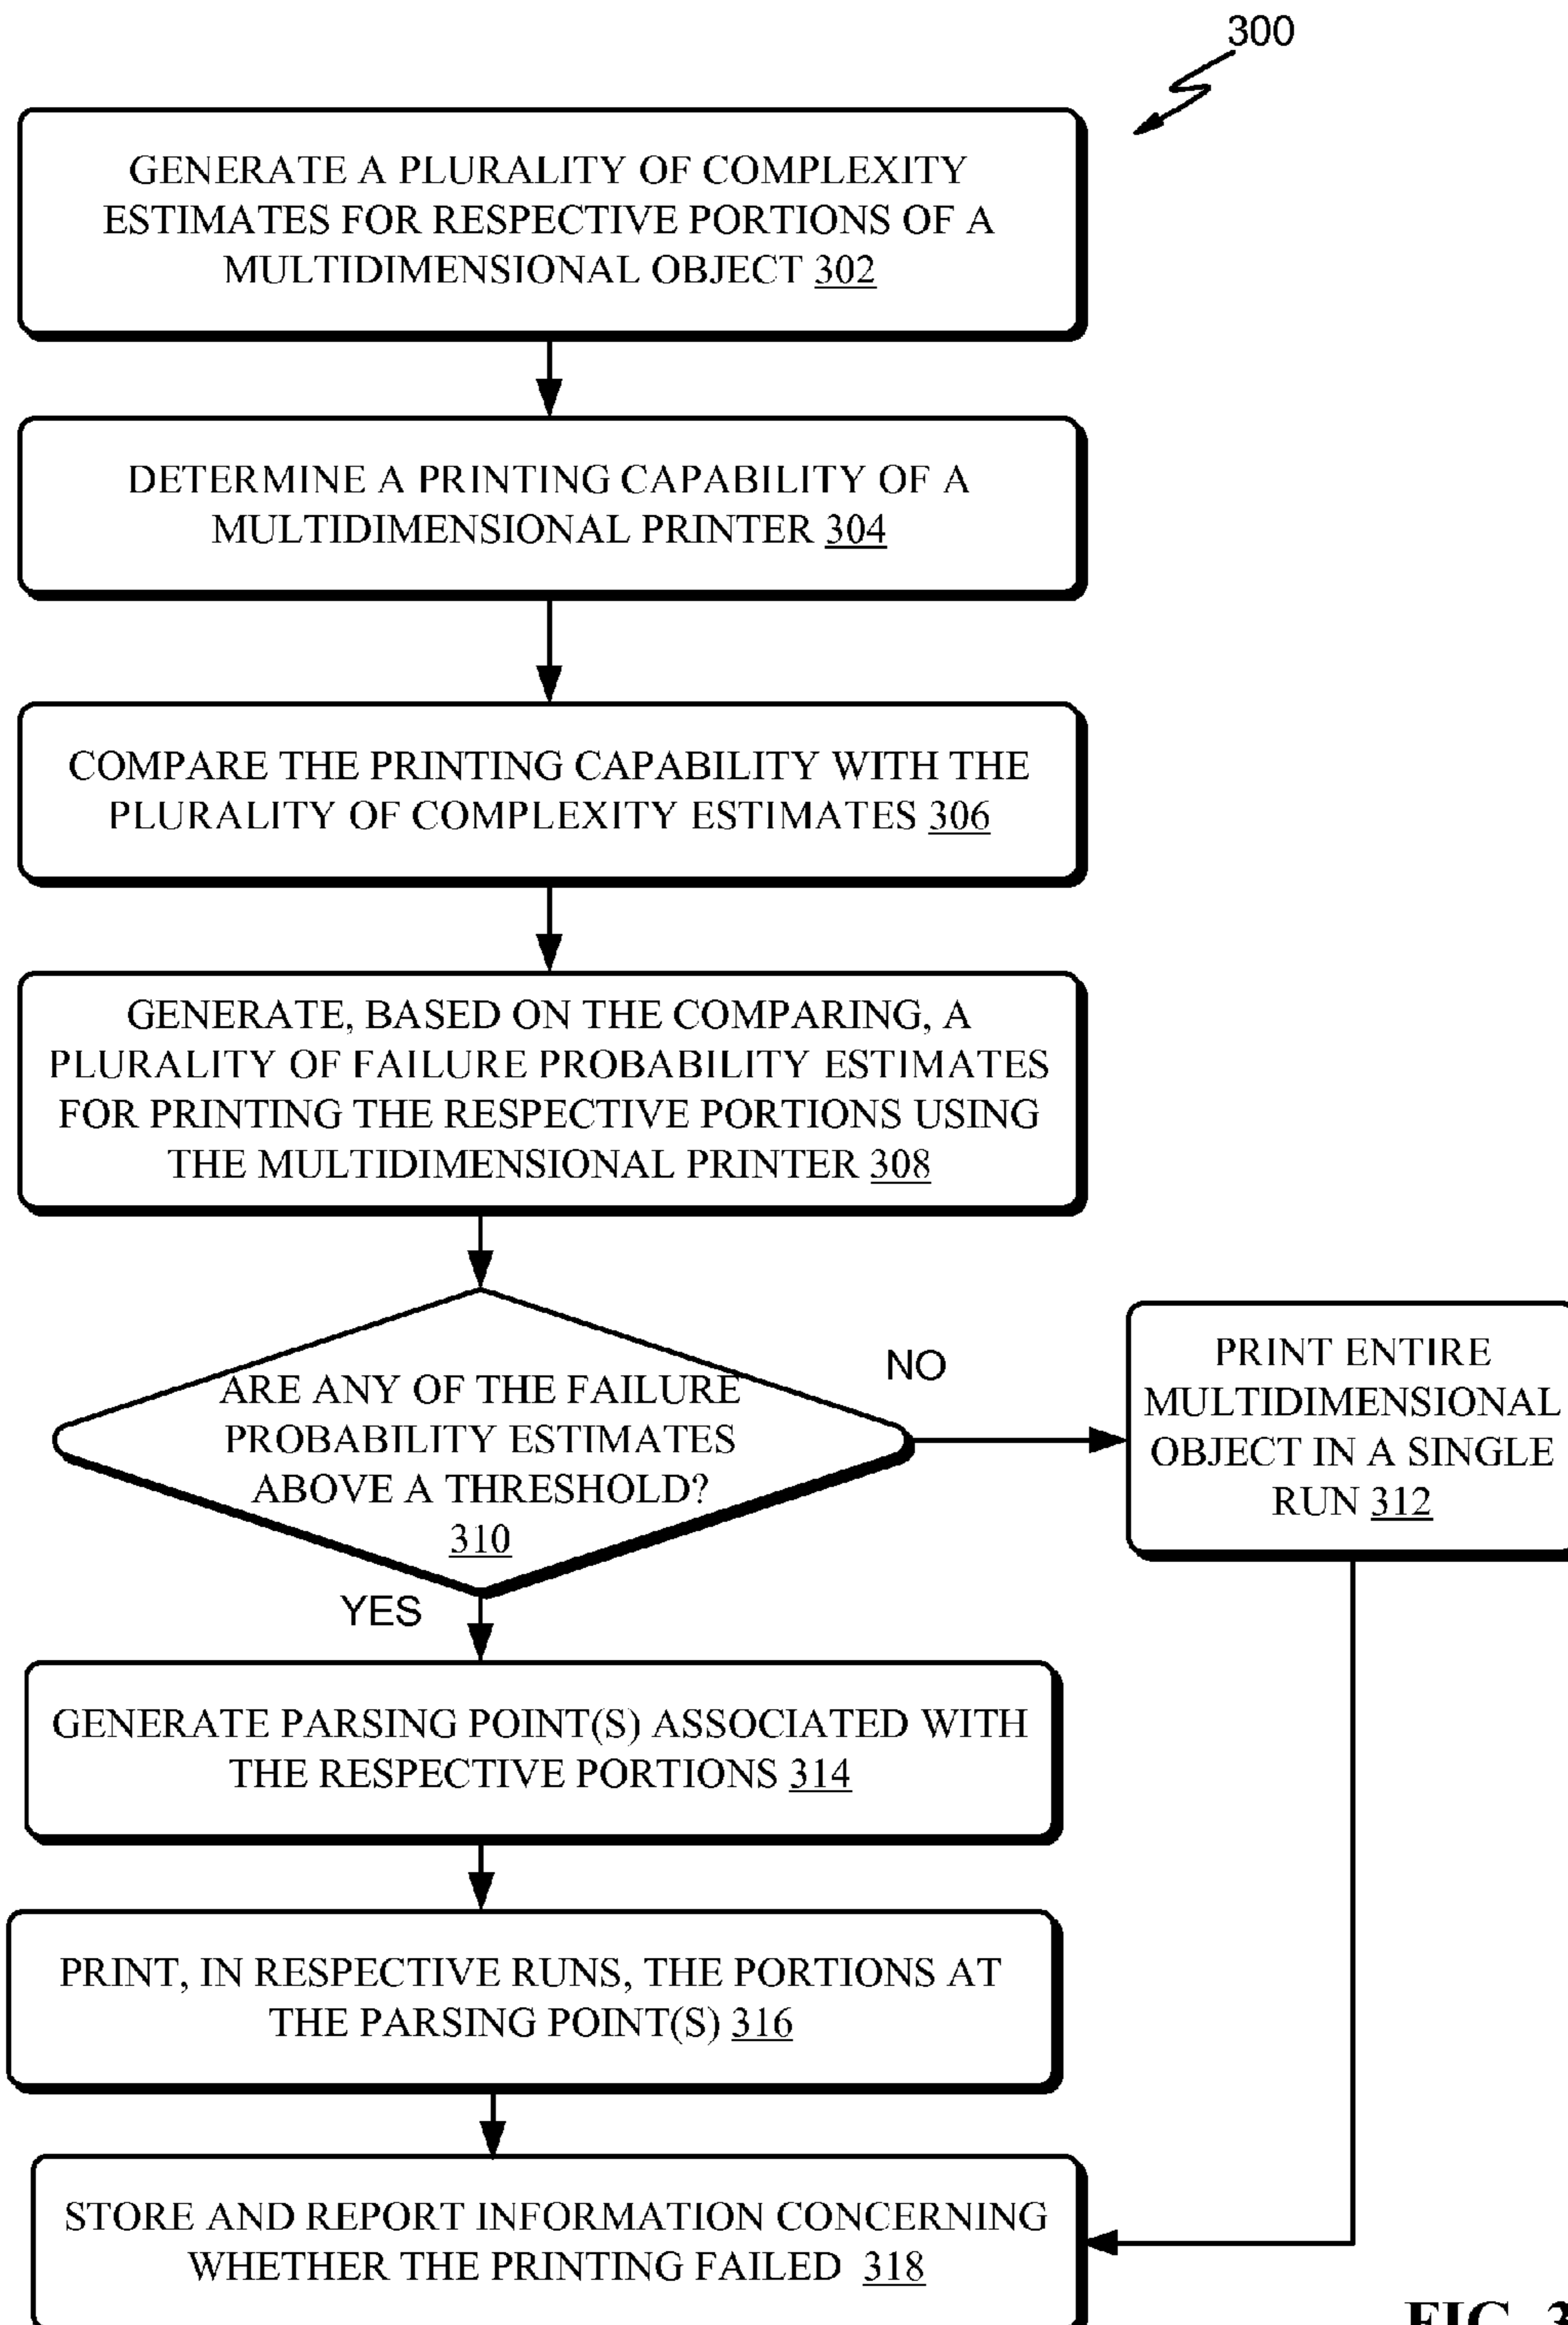 300
GENERATE A PLURALITY OF COMPLEXITY
ESTIMATES FOR RESPECTIVE PORTIONS OF A
MULTIDIMENSIONAL OBJECT 302
DETERMINE A PRINTING CAPABILITY OF A
MULTIDIMENSIONAL PRINTER 304
COMPARE THE PRINTING CAPABILITY WITH THE
PLURALITY OF COMPLEXITY ESTIMATES 306
GENERATE, BASED ON THE COMPARING, A
PLURALITY OF FAILURE PROBABILITY ESTIMATES
FOR PRINTING THE RESPECTIVE PORTIONS USING
THE MULTIDIMENSIONAL PRINTER 308
ARE ANY OF THE FAILURE
PROBABILITY ESTIMATES
ABOVE A THRESHOLD?
310
NO
PRINT ENTIRE
MULTIDIMENSIONAL
OBJECT IN A SINGLE
RUN 312
YES
GENERATE PARSING POINT(S) ASSOCIATED WITH
THE RESPECTIVE PORTIONS 314
PRINT, IN RESPECTIVE RUNS, THE PORTIONS AT
THE PARSING POINT(S) 316
STORE AND REPORT INFORMATION CONCERNING
WHETHER THE PRINTING FAILED 318
FIG. 3